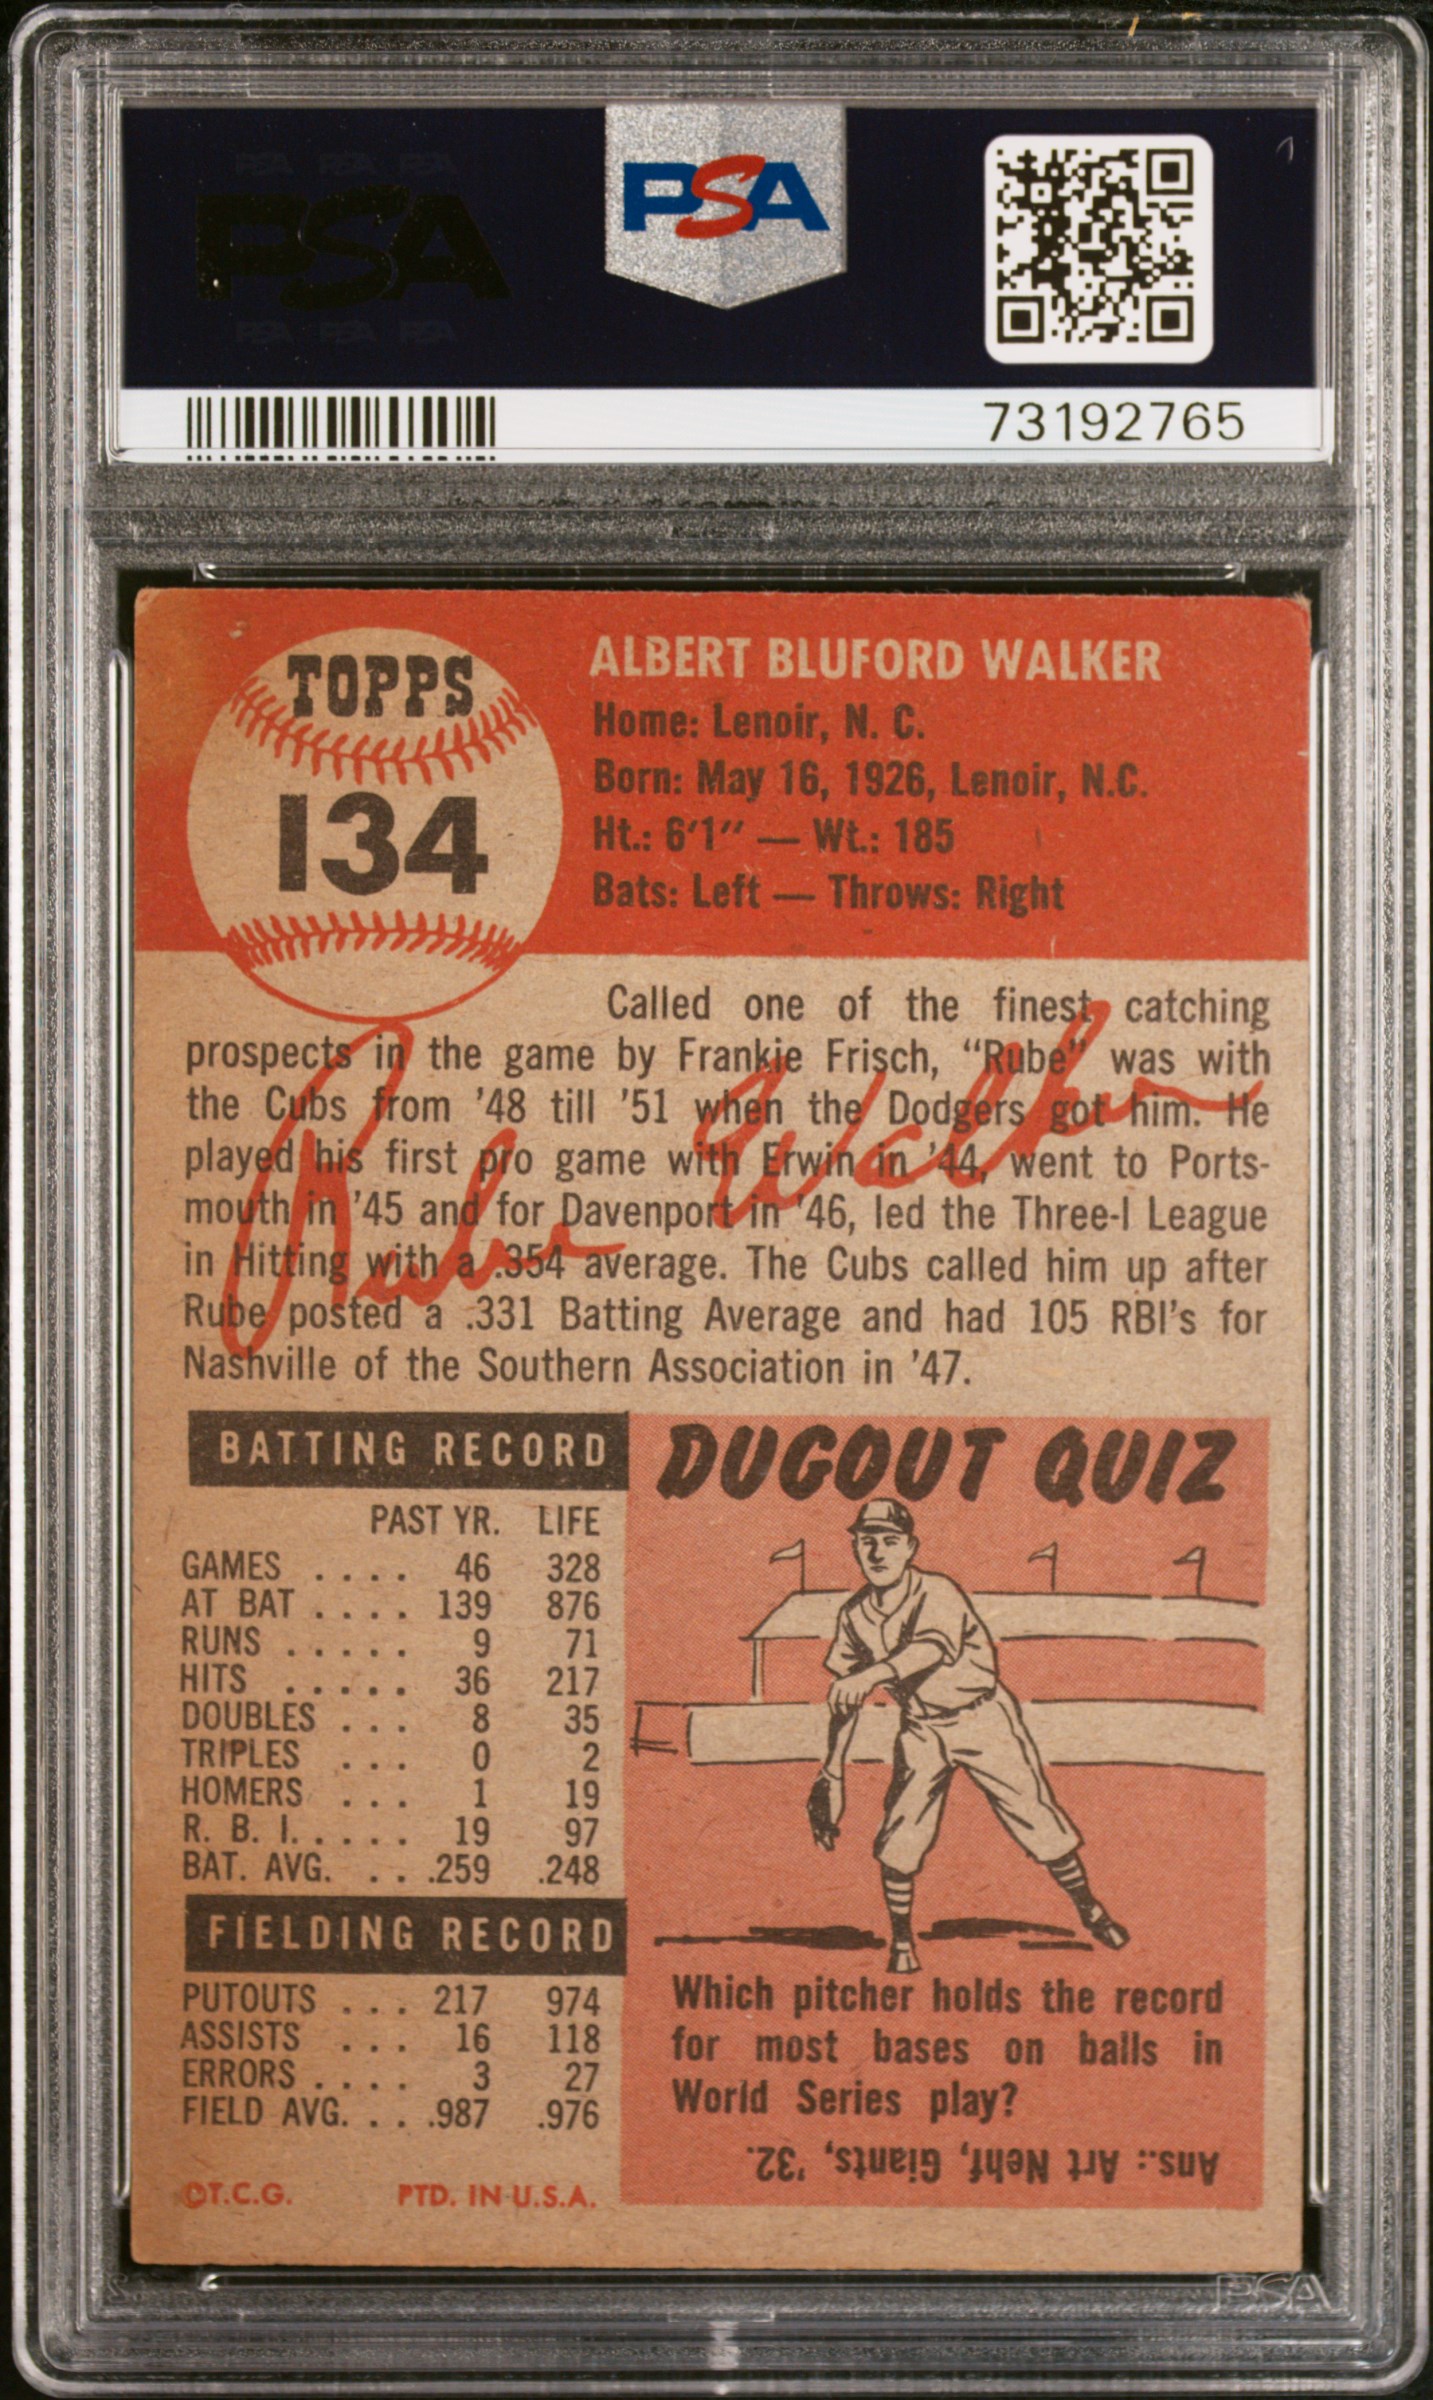 PSA PSA PSA
PSA
PSA PSA PSA
PSA
73192765
TOPPS
134
ALBERT BLUFORD WALKER
Home: Lenoir, N. C.
Born: May 16, 1926, Lenoir, N.C.
Ht.: 6'1" — Wt.: 185
Bats: Left — Throws: Right
Called one of the finest catching
prospects in the game by Frankie Frisch, "Rube" was with
the Cubs from '48 till '51 when the Dodgers got him. He
played his first pro game with Erwin in '44, went to Ports-
mouth in '45 and for Davenport in '46, led the Three-I League
in Hitting with a .354 average. The Cubs called him up after
Rube posted a .331 Batting Average and had 105 RBI's for
Nashville of the Southern Association in '47.
Rube Walker
BATTING RECORD
PAST YR. LIFE
GAMES .... 46 328
AT BAT .... 139 876
RUNS ..... 9 71
HITS ..... 36 217
DOUBLES ... 8 35
TRIPLES ... 0 2
HOMERS ... 1 19
R. B. I. .... 19 97
BAT. AVG. .. .259 .248
FIELDING RECORD
PUTOUTS ... 217 974
ASSISTS ... 16 118
ERRORS .... 3 27
FIELD AVG. .. .987 .976
©T.C.G. PTD. IN U.S.A.
DUGOUT QUIZ
Which pitcher holds the record
for most bases on balls in
World Series play?
Ans.: Art Nehf, Giants, '32.
PSA